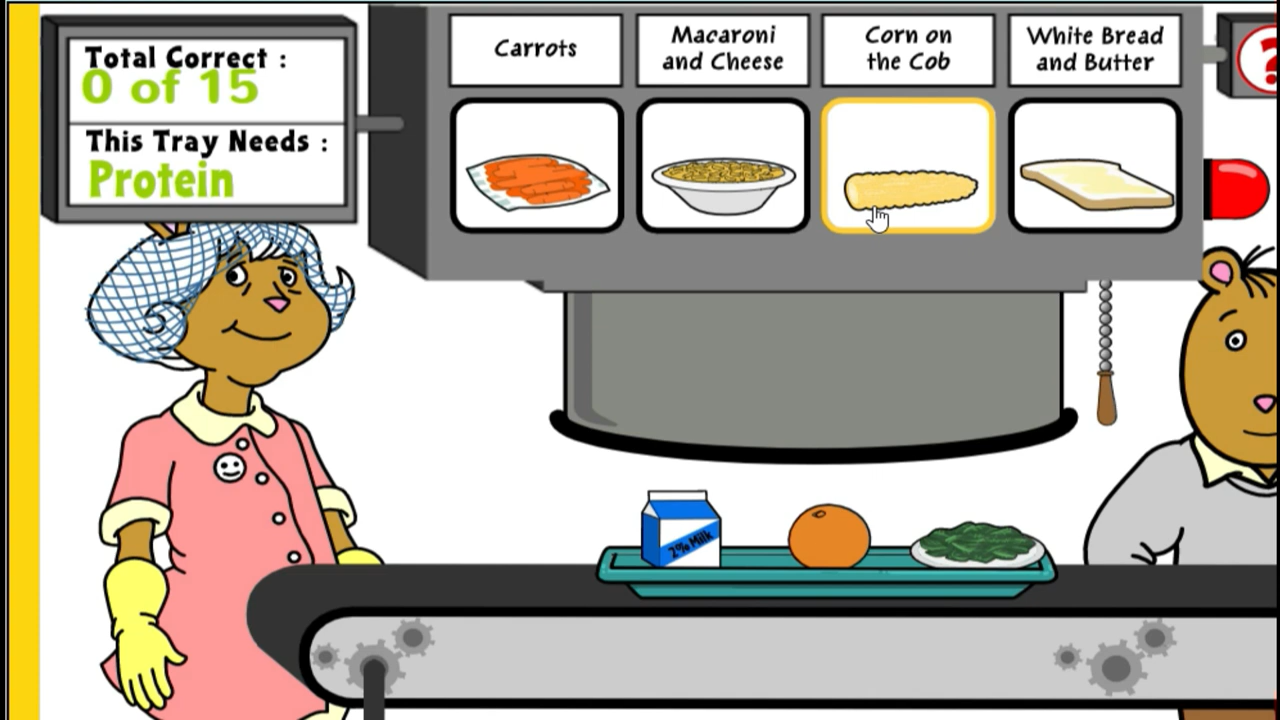 Total Correct :
0 of 15
This Tray Needs :
Protein
Carrots
Macaroni
and Cheese
Corn on
the Cob
White Bread
and Butter
?
2% Milk